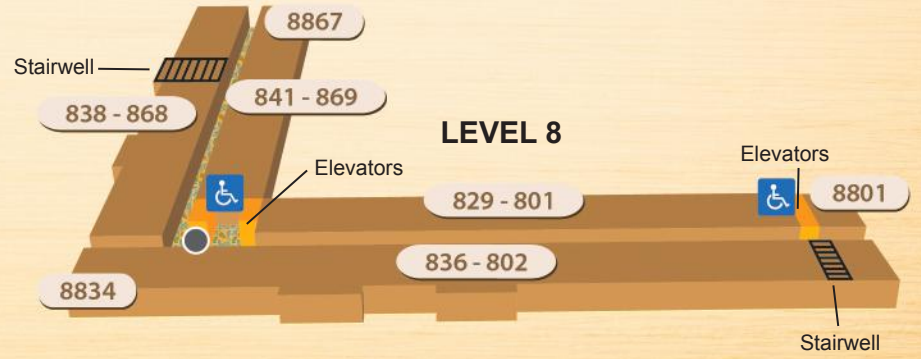 8867
Stairwell
841 - 869
838 - 868
LEVEL 8
Elevators
Elevators
829 - 801
8801
836 - 802
8834
Stairwell